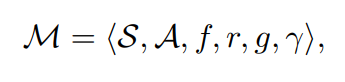 ℳ = ⟨𝒮, 𝒜, f, r, g, γ⟩,